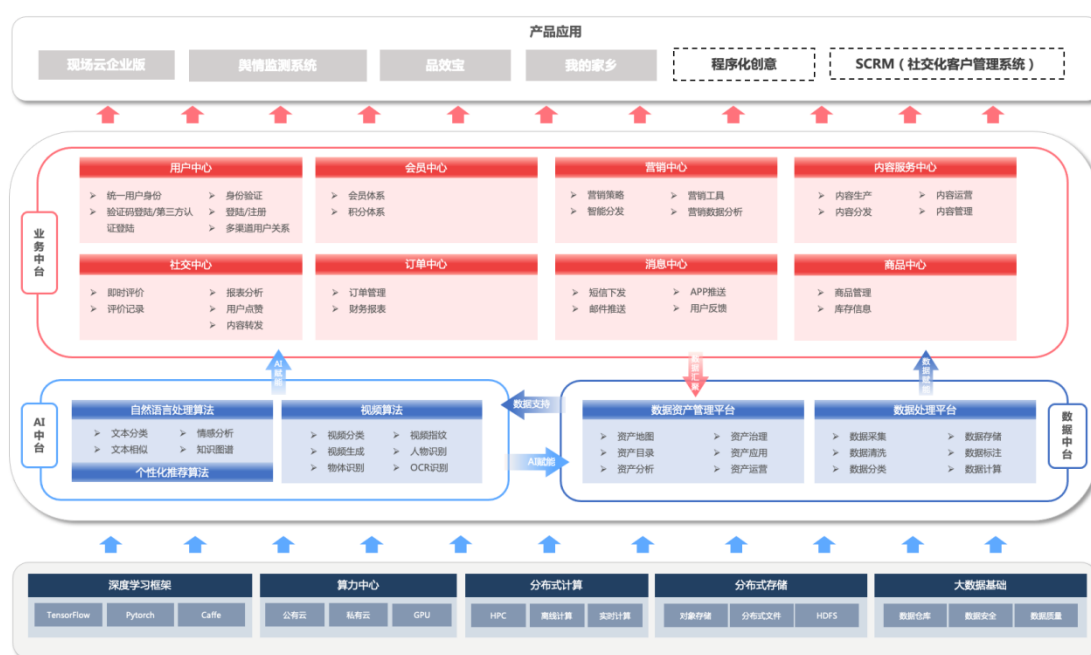 产品应用
现场云企业版
舆情监测系统
品效宝
我的家乡
程序化创意
SCRM（社交化客户管理系统）
业务中台
用户中心
统一用户身份
验证码登陆/第三方认
证登陆
身份验证
登陆/注册
多渠道用户关系
会员中心
会员体系
积分体系
营销中心
营销策略
智能分发
营销工具
营销数据分析
内容服务中心
内容生产
内容分发
内容运营
内容管理
社交中心
即时评价
评价记录
报表分析
用户点赞
内容转发
订单中心
订单管理
财务报表
消息中心
短信下发
邮件推送
APP推送
用户反馈
商品中心
商品管理
库存信息
AI赋能
数据汇聚
数据赋能
AI中台
自然语言处理算法
文本分类
文本相似
情感分析
知识图谱
个性化推荐算法
视频算法
视频分类
视频生成
物体识别
视频指纹
人物识别
OCR识别
数据支持
AI赋能
数据资产管理平台
资产地图
资产目录
资产分析
资产治理
资产应用
资产运营
数据处理平台
数据采集
数据清洗
数据分类
数据存储
数据标注
数据计算
数据中台
深度学习框架
TensorFlow
Pytorch
Caffe
算力中心
公有云
私有云
GPU
分布式计算
HPC
离线计算
实时计算
分布式存储
对象存储
分布式文件
HDFS
大数据基础
数据仓库
数据安全
数据质量